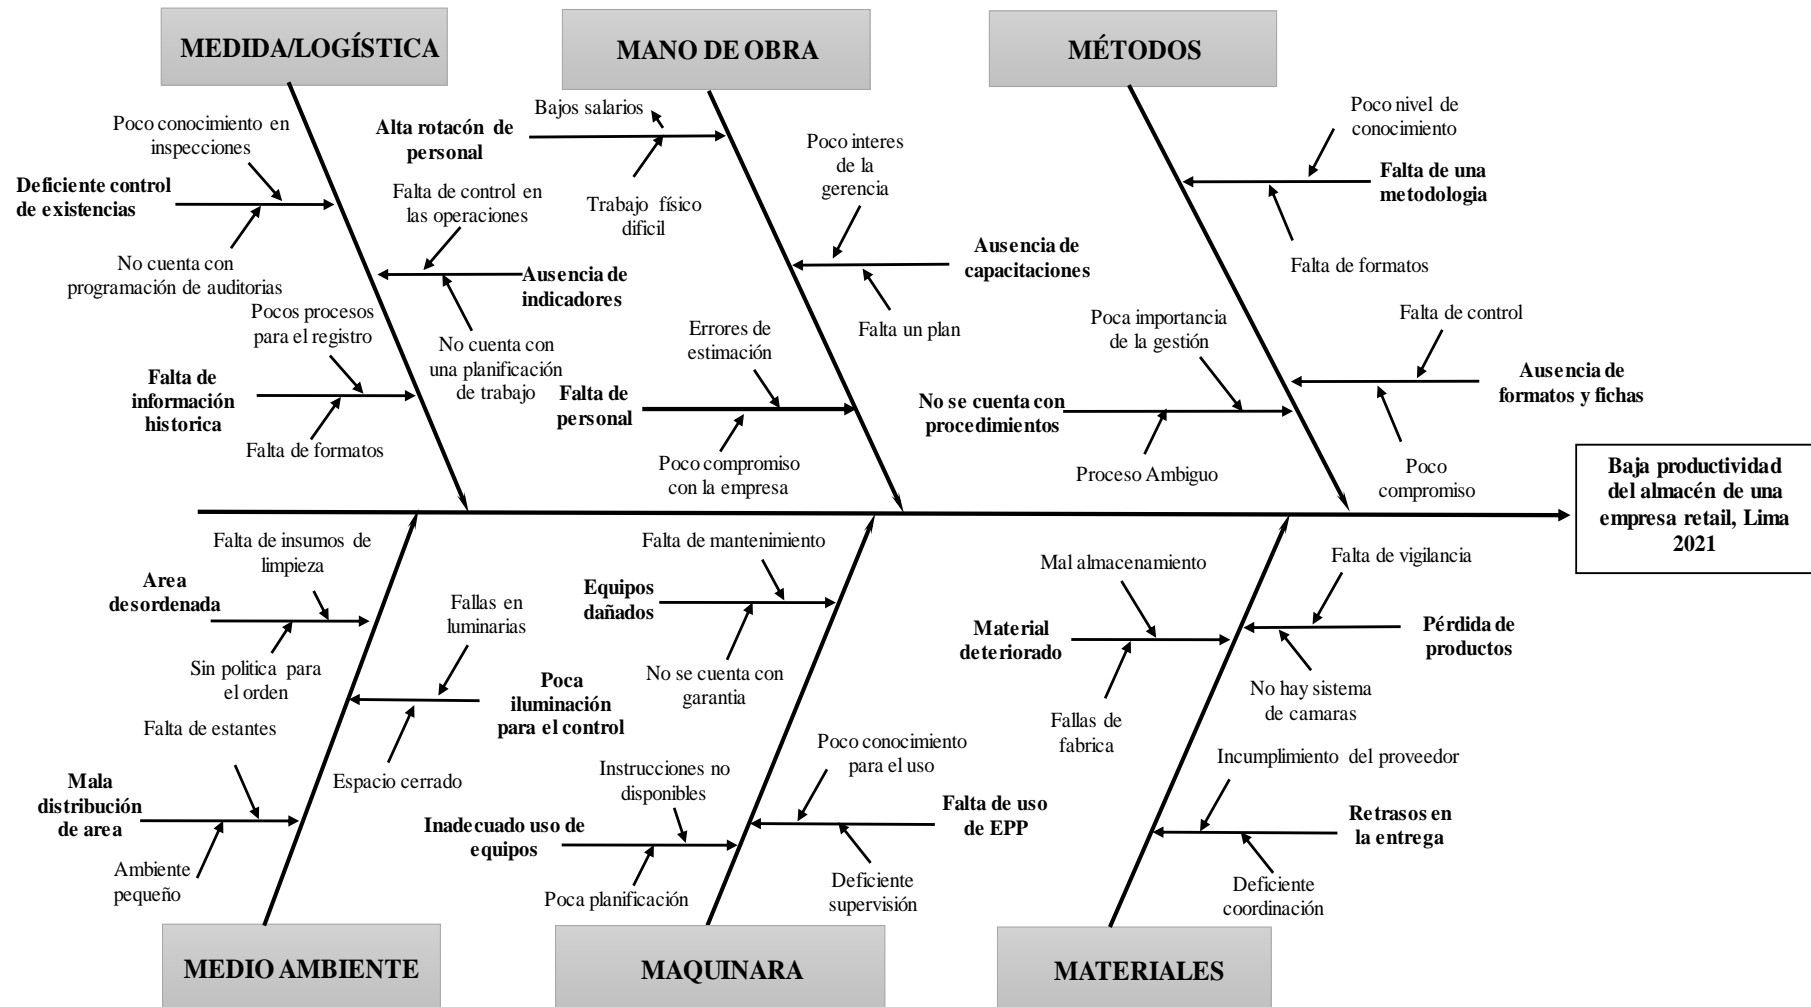 MEDIDA/LOGÍSTICA
MANO DE OBRA
MÉTODOS
Poco conocimiento en
inspecciones
Deficiente control
de existencias
No cuenta con
programación de auditorias
Falta de control en
las operaciones
Ausencia de
indicadores
No cuenta con
una planificación
de trabajo
Pocos procesos
para el registro
Falta de
información
historica
Falta de formatos
Bajos salarios
Alta rotacón de
personal
Trabajo físico
dificil
Poco interes
de la
gerencia
Ausencia de
capacitaciones
Falta un plan
Errores de
estimación
Falta de
personal
Poco compromiso
con la empresa
Poco nivel de
conocimiento
Falta de una
metodologia
Falta de formatos
Poca importancia
de la gestión
No se cuenta con
procedimientos
Proceso Ambiguo
Falta de control
Ausencia de
formatos y fichas
Poco
compromiso
Baja productividad
del almacén de una
empresa retail, Lima
2021
Falta de insumos de
limpieza
Area
desordenada
Sin politica para
el orden
Fallas en
luminarias
Poca
iluminación
para el control
Espacio cerrado
Falta de estantes
Mala
distribución
de area
Ambiente
pequeño
Falta de mantenimiento
Equipos
dañados
No se cuenta con
garantia
Instrucciones no
disponibles
Inadecuado uso de
equipos
Poca planificación
Poco conocimiento
para el uso
Falta de uso
de EPP
Deficiente
supervisión
Mal almacenamiento
Material
deteriorado
Fallas de
fabrica
Falta de vigilancia
Pérdida de
productos
No hay sistema
de camaras
Incumplimiento del proveedor
Retrasos en
la entrega
Deficiente
coordinación
MEDIO AMBIENTE
MAQUINARA
MATERIALES